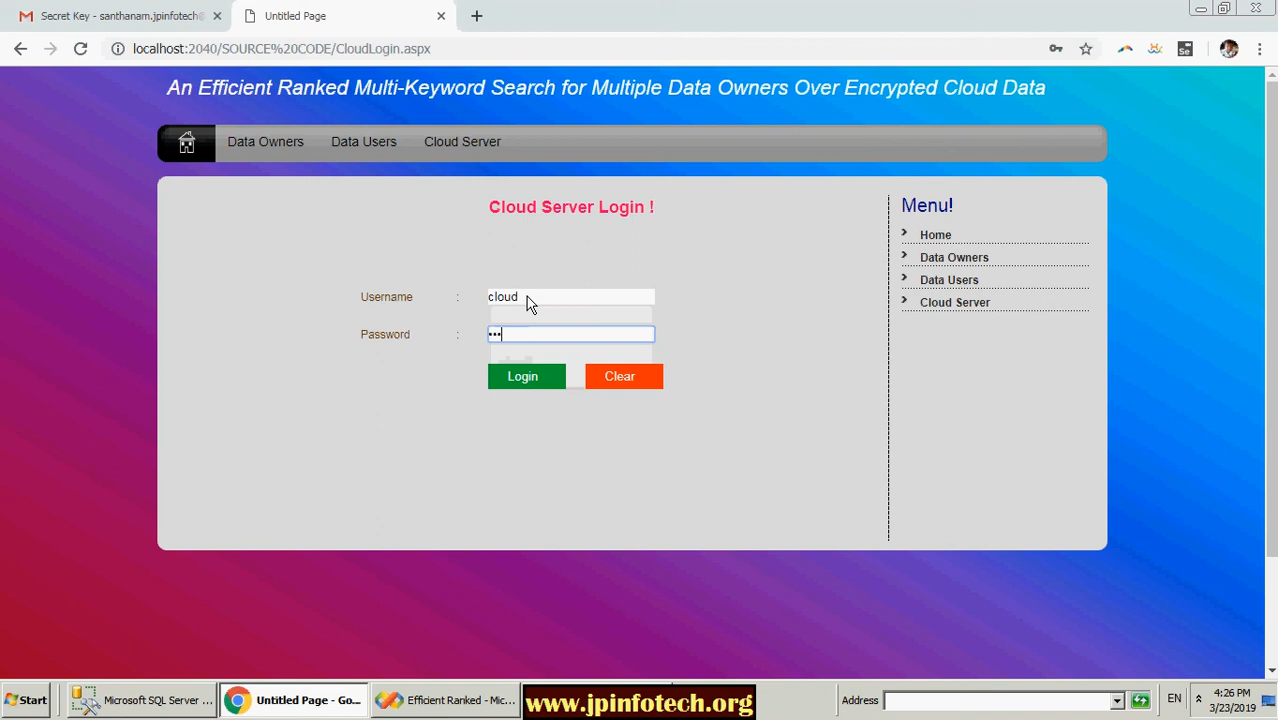 Secret Key - santhanam.jpinfotech@
Untitled Page
localhost:2040/SOURCE%20CODE/CloudLogin.aspx
Se
An Efficient Ranked Multi-Keyword Search for Multiple Data Owners Over Encrypted Cloud Data
Data Owners Data Users Cloud Server
Cloud Server Login !
Username : cloud
Password : •••
Login Clear
Menu!
Home
Data Owners
Data Users
Cloud Server
Start Microsoft SQL Server ... Untitled Page - Go... Efficient Ranked - Mic... www.jpinfotech.org Address EN 4:26 PM
3/23/2019